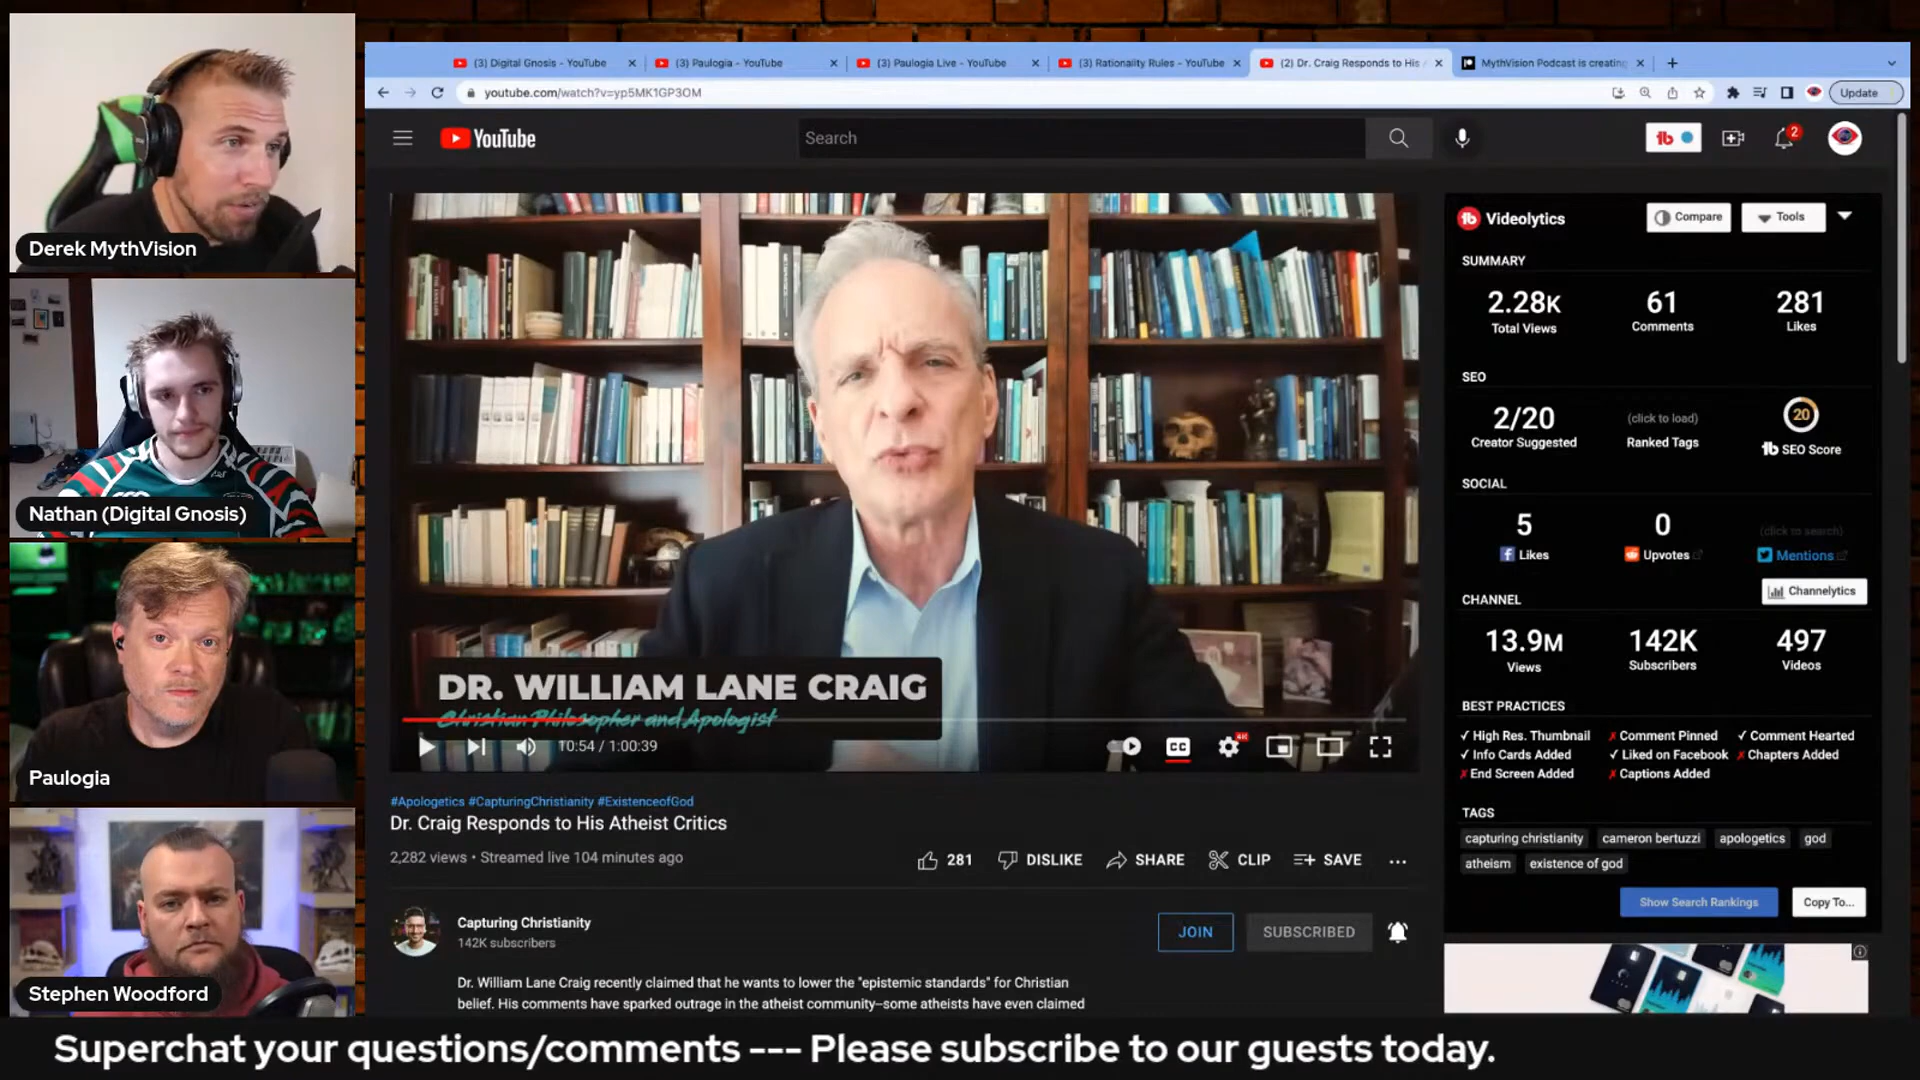 Derek MythVision
Nathan (Digital Gnosis)
Paulogia
Stephen Woodford
(3) Digital Gnosis - YouTube
(3) Paulogia - YouTube
(3) Paulogia Live - YouTube
(3) Rationality Rules - YouTube
(2) Dr. Craig Responds to His
MythVision Podcast is creating
youtube.com/watch?v=yp5MK1GP3OM
Update
YouTube
Search
2
DR. WILLIAM LANE CRAIG
Christian Philosopher and Apologist
10:54 / 1:00:39
CC
4K
#Apologetics #CapturingChristianity #ExistenceofGod
Dr. Craig Responds to His Atheist Critics
2,282 views • Streamed live 104 minutes ago
281
DISLIKE
SHARE
CLIP
SAVE
Capturing Christianity
142K subscribers
JOIN
SUBSCRIBED
Dr. William Lane Craig recently claimed that he wants to lower the "epistemic standards" for Christian
belief. His comments have sparked outrage in the atheist community–some atheists have even claimed
Videolytics
Compare
Tools
SUMMARY
2.28K 61 281
Total Views Comments Likes
SEO
2/20 (click to load) 20
Creator Suggested Ranked Tags SEO Score
SOCIAL
5 0 (click to search)
Likes Upvotes Mentions
CHANNEL Channelytics
13.9M 142K 497
Views Subscribers Videos
BEST PRACTICES
✓ High Res. Thumbnail ✗ Comment Pinned ✓ Comment Hearted
✓ Info Cards Added ✓ Liked on Facebook ✗ Chapters Added
✗ End Screen Added ✗ Captions Added
TAGS
capturing christianity cameron bertuzzi apologetics god
atheism existence of god
Show Search Rankings Copy To...
Superchat your questions/comments --- Please subscribe to our guests today.